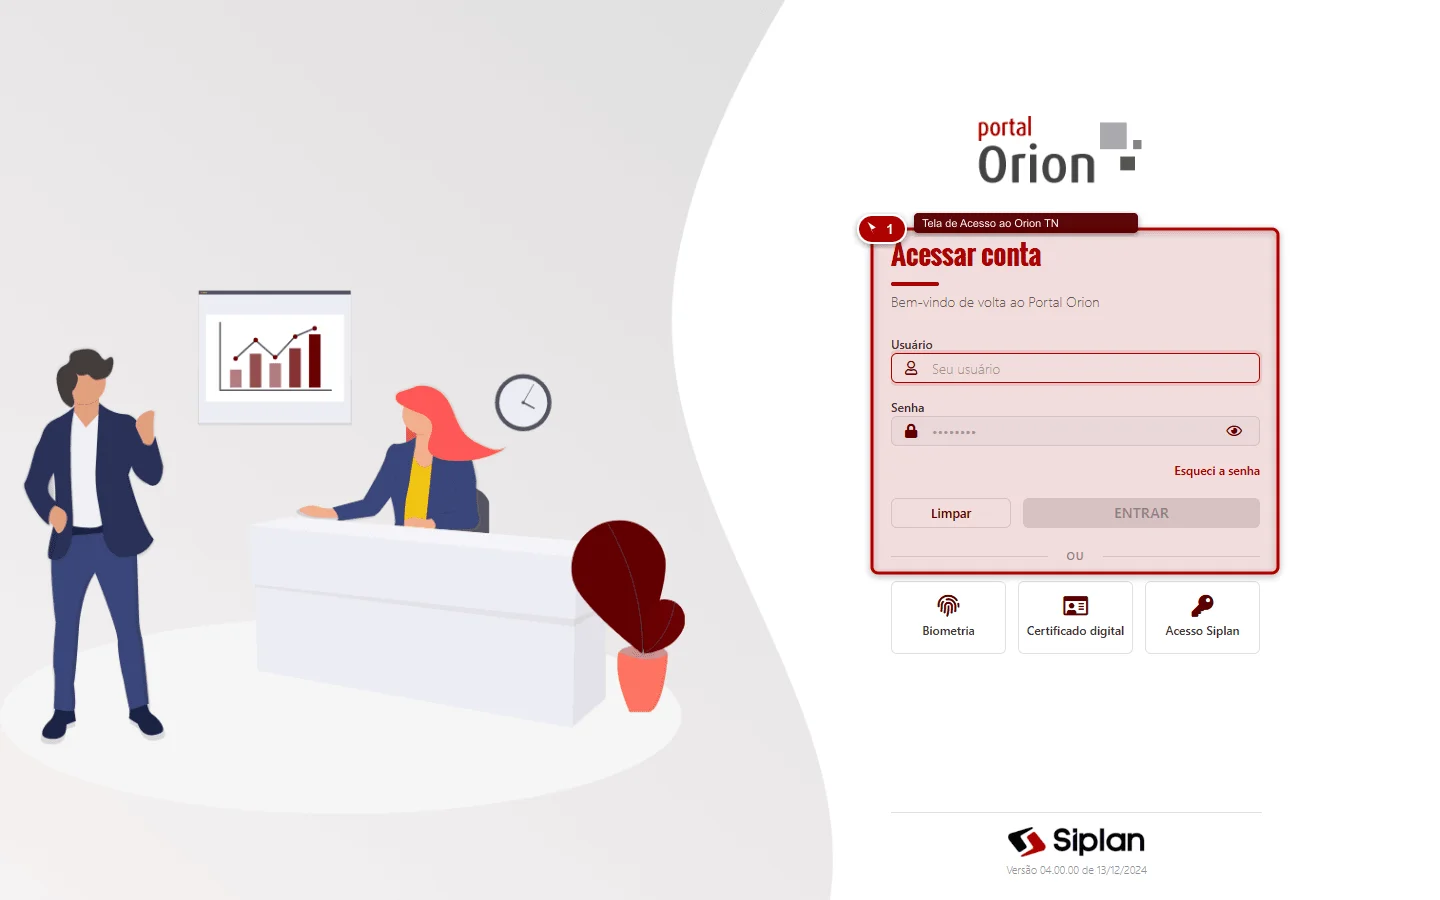 portal
Orion
1
Tela de Acesso ao Orion TN
Acessar conta
Bem-vindo de volta ao Portal Orion
Usuário
Seu usuário
Senha
••••••••
Esqueci a senha
Limpar
ENTRAR
OU
Biometria
Certificado digital
Acesso Siplan
Siplan
Versão 04.00.00 de 13/12/2024